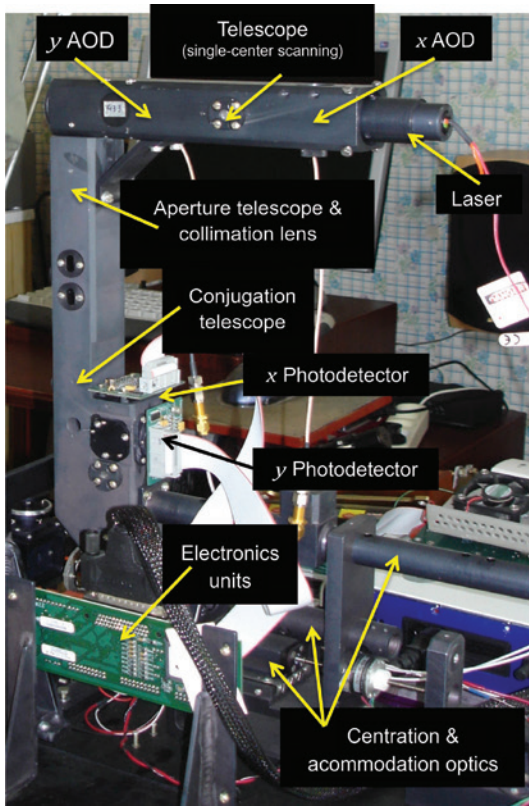 y AOD
Telescope
(single-center scanning)
x AOD
Laser
Aperture telescope &
collimation lens
Conjugation
telescope
x Photodetector
y Photodetector
Electronics
units
Centration &
acommodation optics